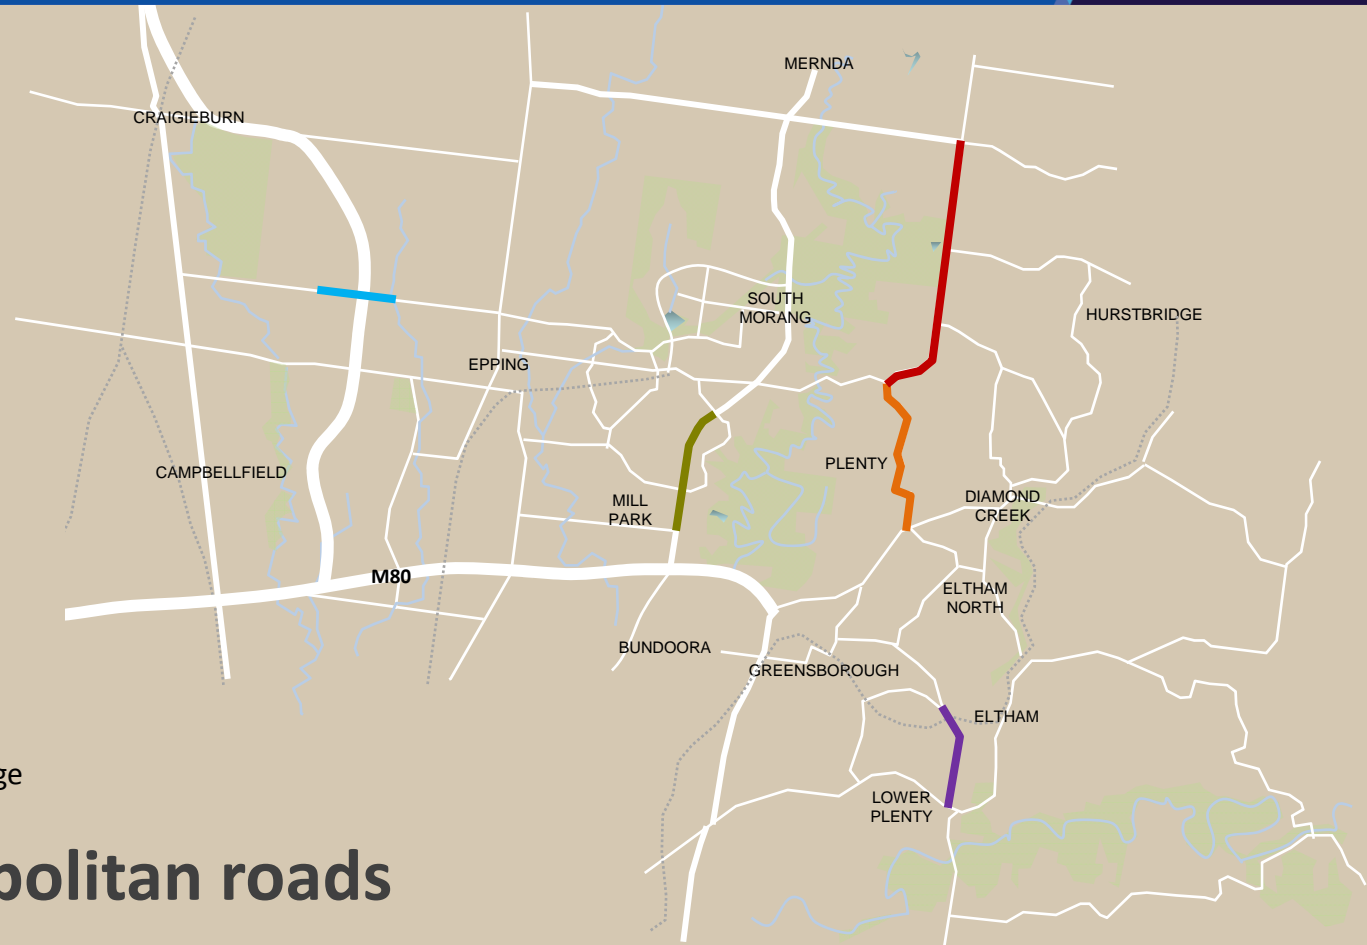 MERNDA
CRAIGIEBURN
SOUTH
MORANG
HURSTBRIDGE
EPPING
PLENTY
CAMPBELLFIELD
MILL
PARK
DIAMOND
CREEK
M80
ELTHAM
NORTH
BUNDOORA
GREENSBOROUGH
ELTHAM
ge
LOWER
PLENTY
politan roads